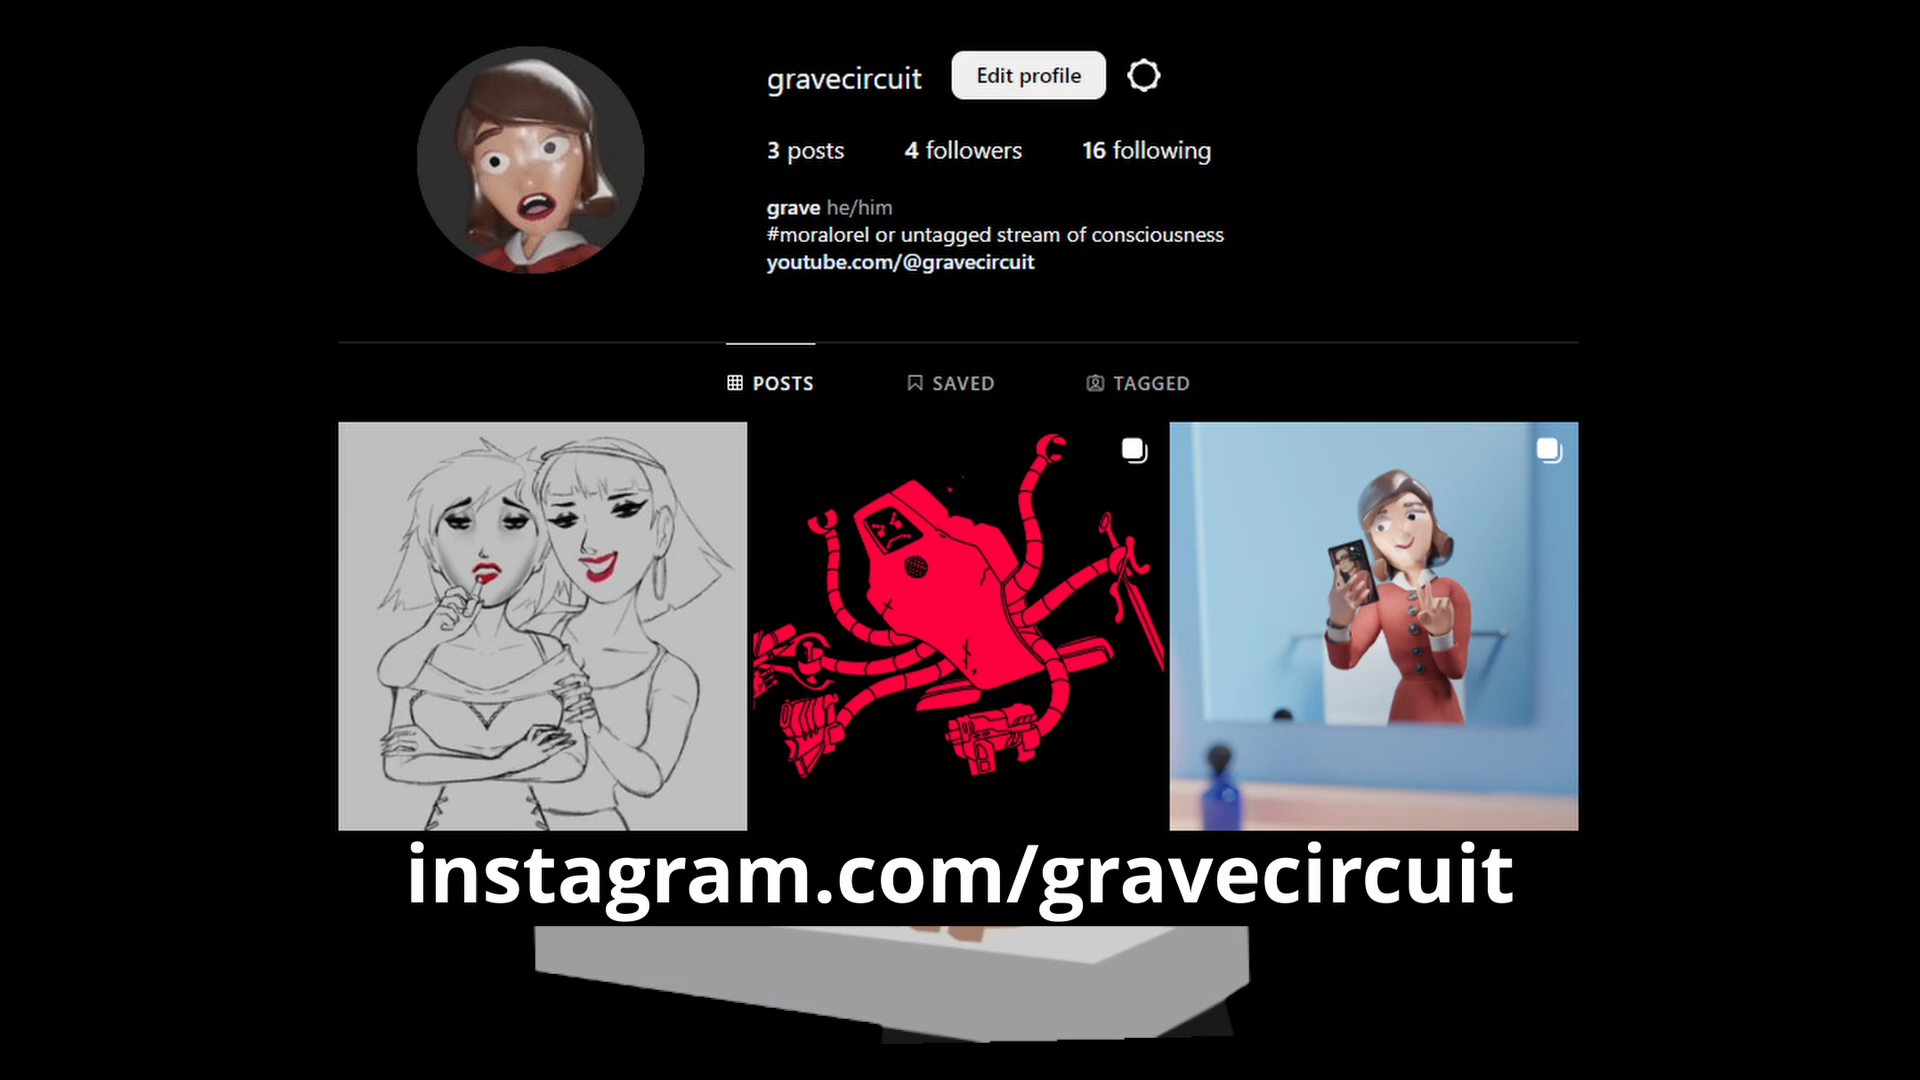 gravecircuit Edit profile
3 posts 4 followers 16 following
grave he/him
#moralorel or untagged stream of consciousness
youtube.com/@gravecircuit
POSTS SAVED TAGGED
instagram.com/gravecircuit